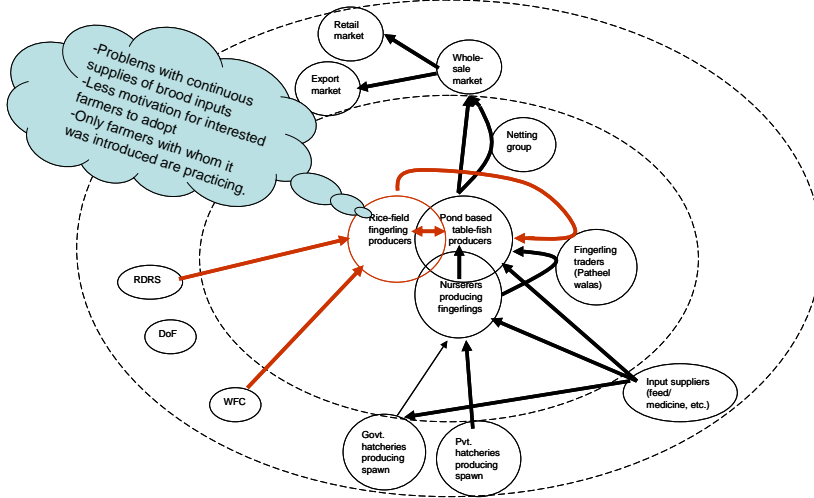 Retail
market
Whole-
sale
market
Export
market
-Problems with continuous
supplies of brood inputs
-Less motivation for interested
farmers to adopt
-Only farmers with whom it
was introduced are practicing.
Netting
group
Rice-field
fingerling
producers
Pond based
table-fish
producers
Fingerling
traders
(Patheel
walas)
Nurserers
producing
fingerlings
RDRS
DoF
WFC
Input suppliers
(feed/
medicine, etc.)
Govt.
hatcheries
producing
spawn
Pvt.
hatcheries
producing
spawn